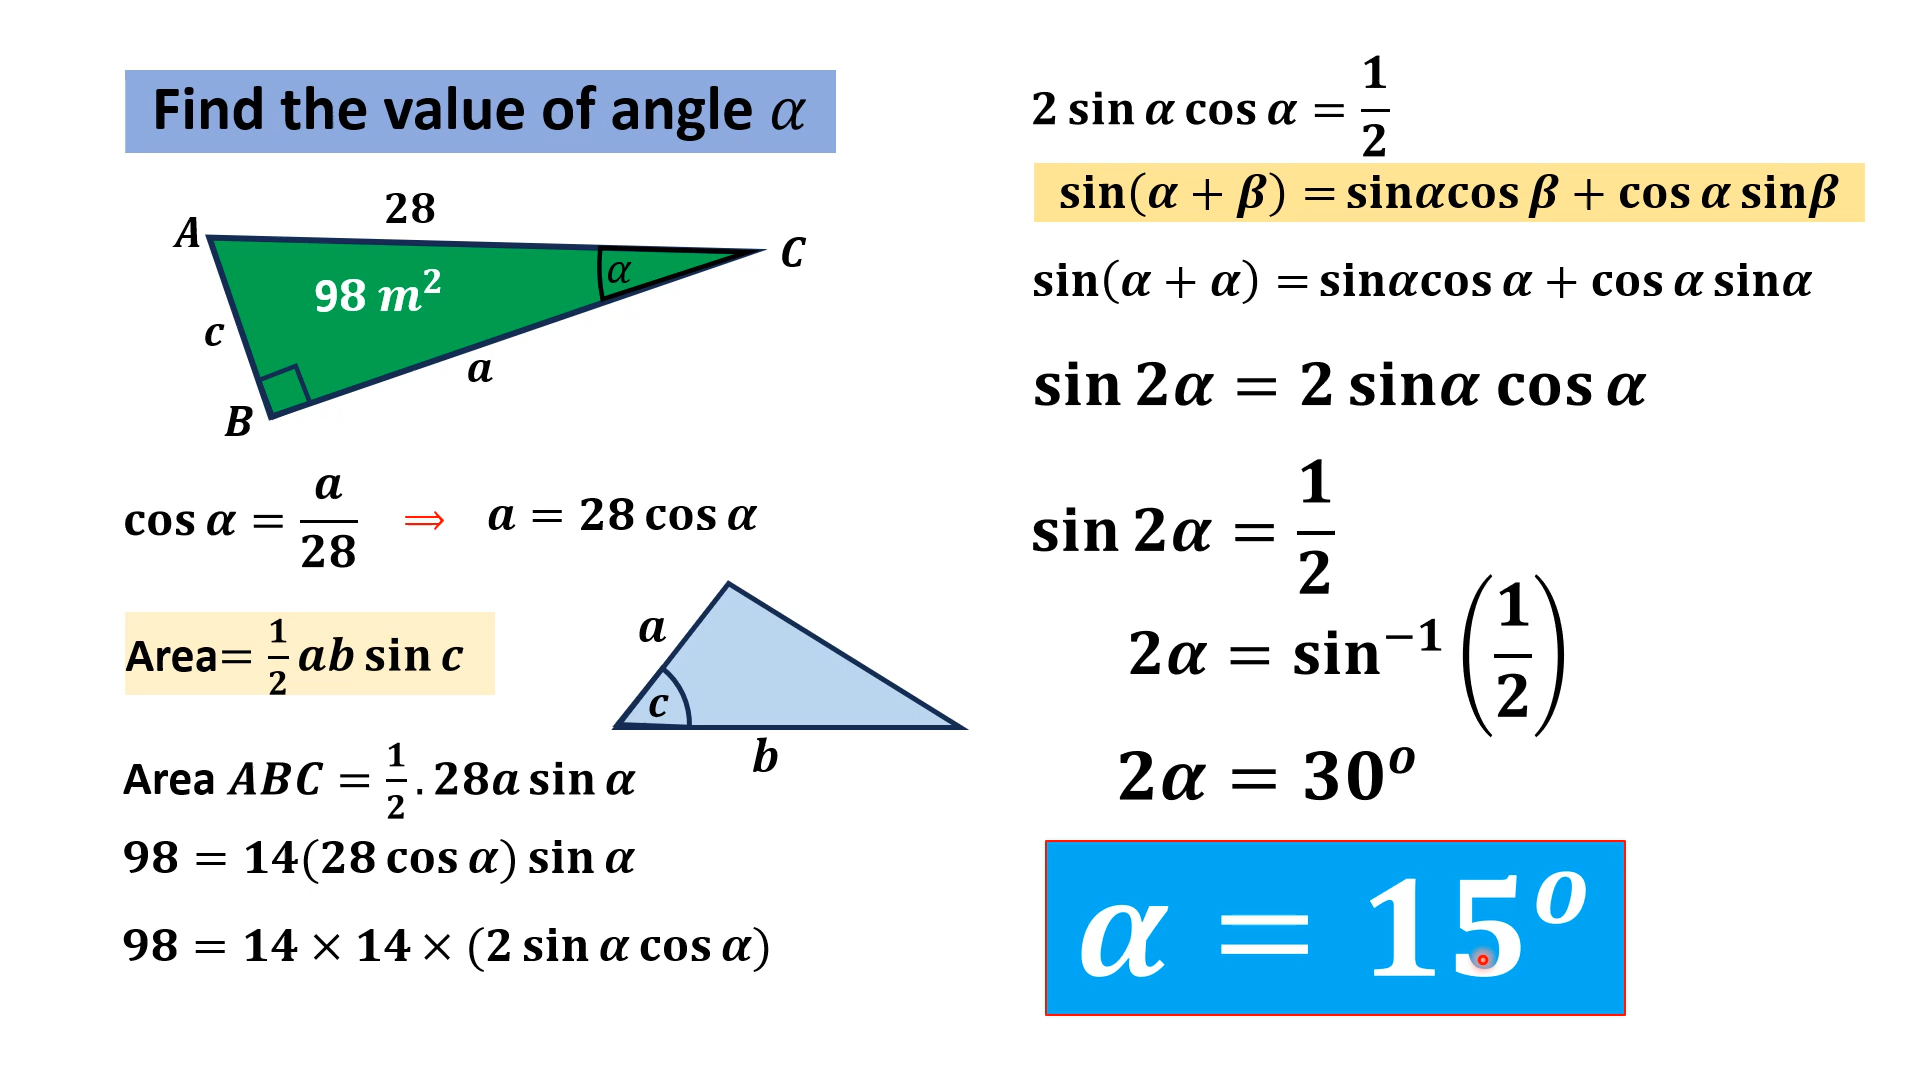 Find the value of angle α
28
A
C
α
98 m²
c
a
B
cos α = a/28 ⟹ a = 28 cos α
Area= 1/2 ab sin c
a
c
b
Area ABC = 1/2 . 28a sin α
98 = 14(28 cos α) sin α
98 = 14 × 14 × (2 sin α cos α)
2 sin α cos α = 1/2
sin(α + β) = sinαcos β + cos α sinβ
sin(α + α) = sinαcos α + cos α sinα
sin 2α = 2 sinα cos α
sin 2α = 1/2
2α = sin⁻¹ (1/2)
2α = 30ᵒ
α = 15ᵒ